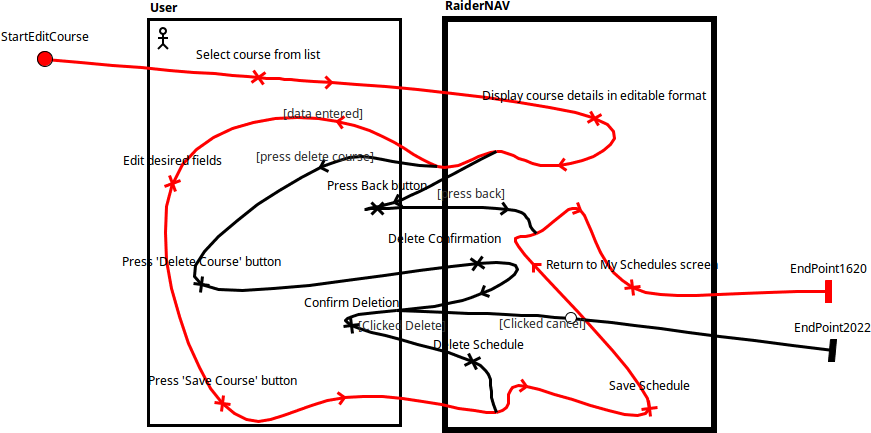 User
RaiderNAV
StartEditCourse
Select course from list
Display course details in editable format
[data entered]
Edit desired fields
[press delete course]
Press Back button
[press back]
Delete Confirmation
Press 'Delete Course' button
Return to My Schedules screen
EndPoint1620
Confirm Deletion
[Clicked Delete]
[Clicked cancel]
EndPoint2022
Delete Schedule
Press 'Save Course' button
Save Schedule